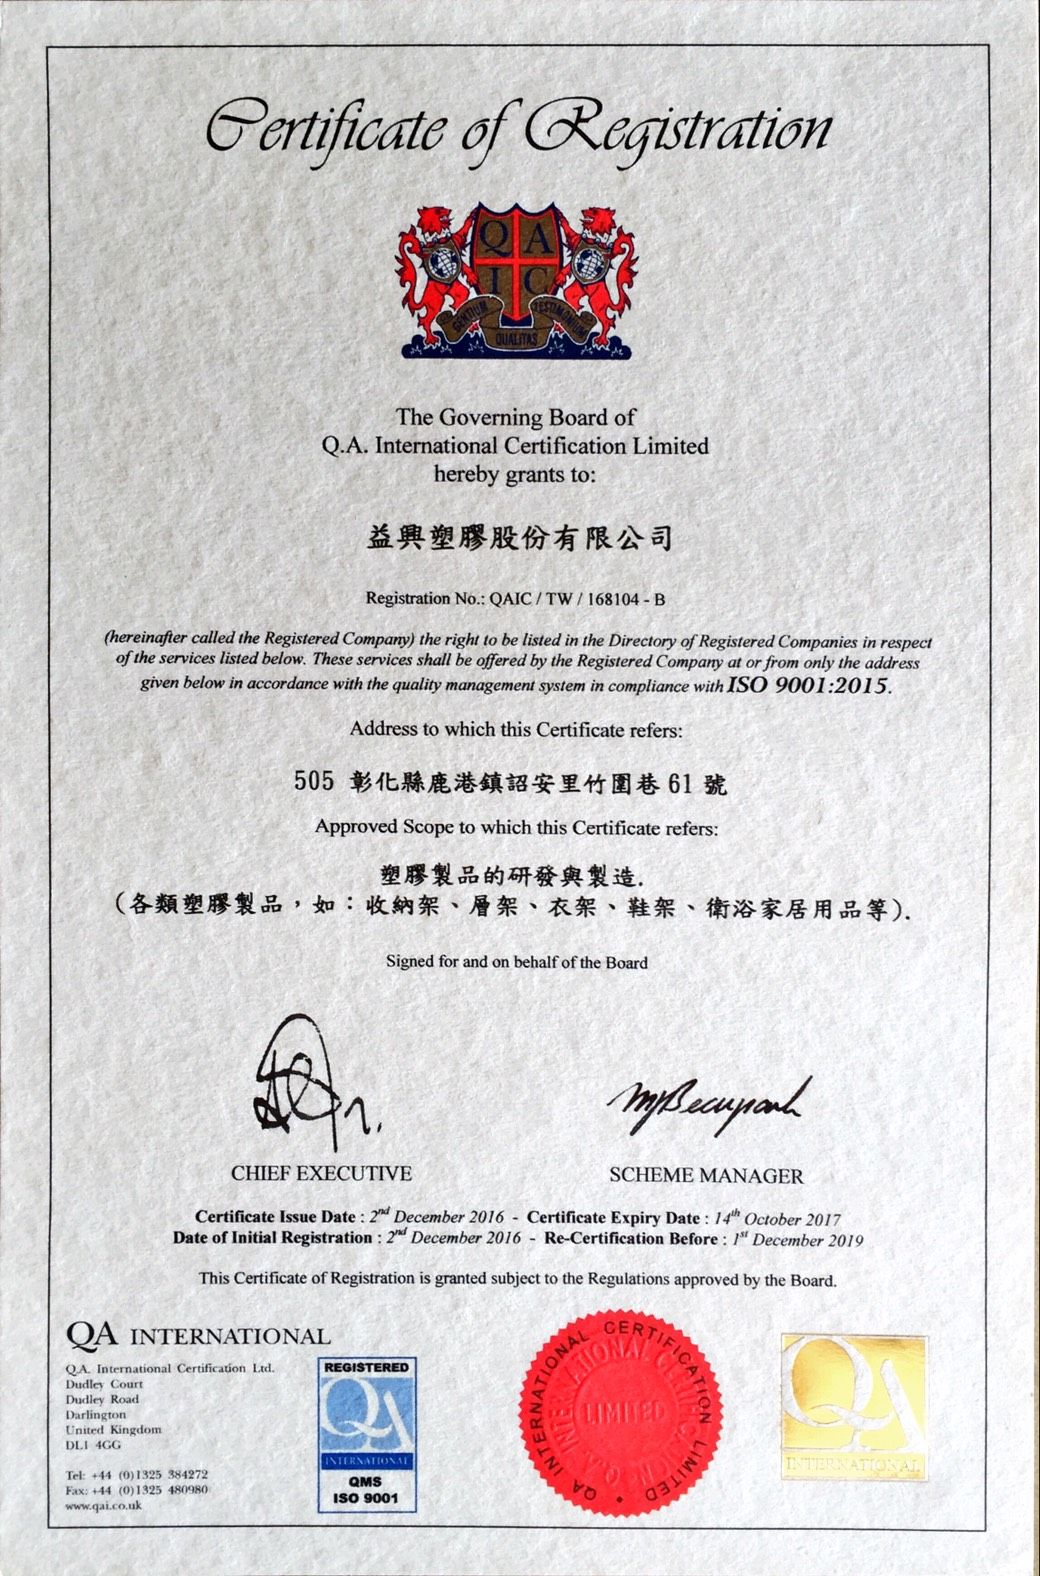 Certificate of Registration
Q A
I C
GENTIUM QUALITAS TESTIMONIUM
The Governing Board of
Q.A. International Certification Limited
hereby grants to:
益興塑膠股份有限公司
Registration No.: QAIC / TW / 168104 - B
(hereinafter called the Registered Company) the right to be listed in the Directory of Registered Companies in respect
of the services listed below. These services shall be offered by the Registered Company at or from only the address
given below in accordance with the quality management system in compliance with ISO 9001:2015.
Address to which this Certificate refers:
505 彰化縣鹿港鎮詔安里竹圍巷 61 號
Approved Scope to which this Certificate refers:
塑膠製品的研發與製造.
(各類塑膠製品，如：收納架、層架、衣架、鞋架、衛浴家居用品等).
Signed for and on behalf of the Board
CHIEF EXECUTIVE
SCHEME MANAGER
Certificate Issue Date : 2nd December 2016 - Certificate Expiry Date : 14th October 2017
Date of Initial Registration : 2nd December 2016 - Re-Certification Before : 1st December 2019
This Certificate of Registration is granted subject to the Regulations approved by the Board.
QA INTERNATIONAL
Q.A. International Certification Ltd.
Dudley Court
Dudley Road
Darlington
United Kingdom
DL1 4GG
Tel: +44 (0)1325 384272
Fax: +44 (0)1325 480980
www.qai.co.uk
REGISTERED
QA
INTERNATIONAL
QMS
ISO 9001
QA INTERNATIONAL CERTIFICATION LIMITED
Q.A. INTERNATIONAL CERTIFICATION
LIMITED
QA
INTERNATIONAL